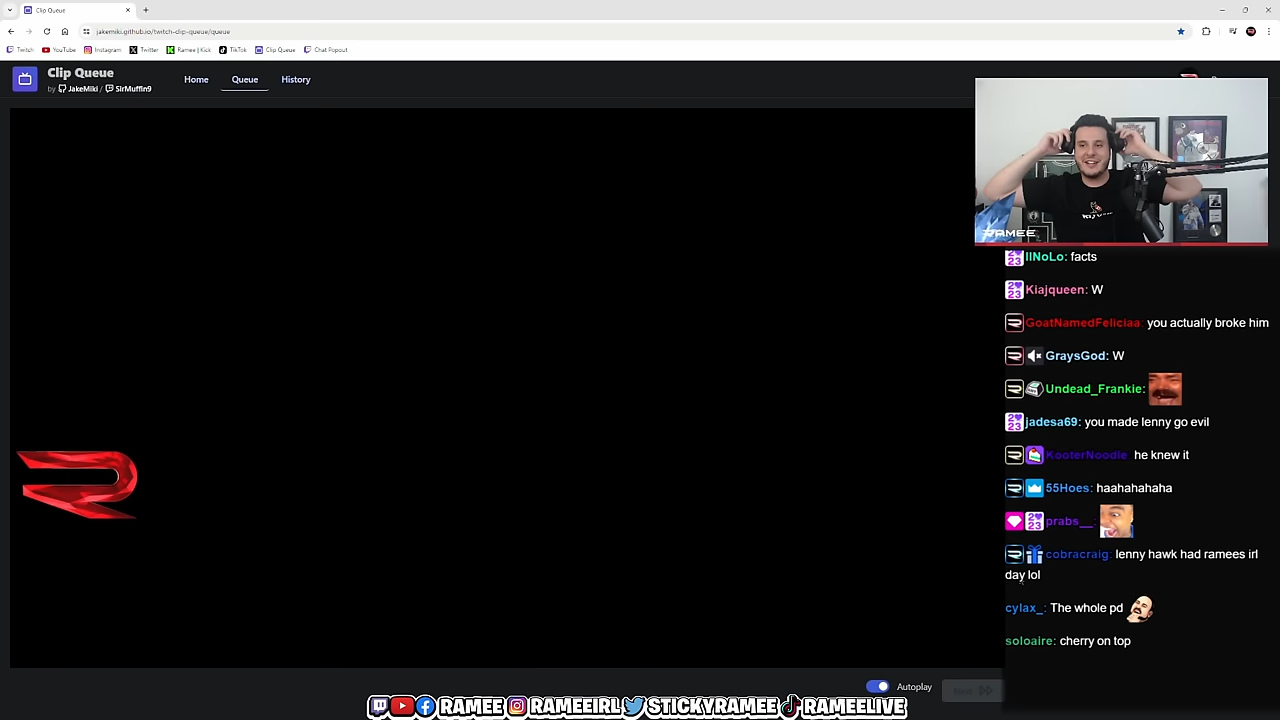 Clip Queue
jakemiki.github.io/twitch-clip-queue/queue
Twitch YouTube Instagram Twitter Ramee | Kick TikTok Clip Queue Chat Popout
Clip Queue
by JakeMiki / SirMuffin9
Home Queue History
RAMEE
IINoLo: facts
Kiajqueen: W
GoatNamedFeliciaa: you actually broke him
GraysGod: W
Undead_Frankie:
jadesa69: you made lenny go evil
KooterNoodle: he knew it
55Hoes: haahahahaha
prabs__:
cobracraig: lenny hawk had ramees irl
day lol
cylax_: The whole pd
soloaire: cherry on top
Autoplay Next
RAMEE RAMEEIRL STICKYRAMEE RAMEELIVE